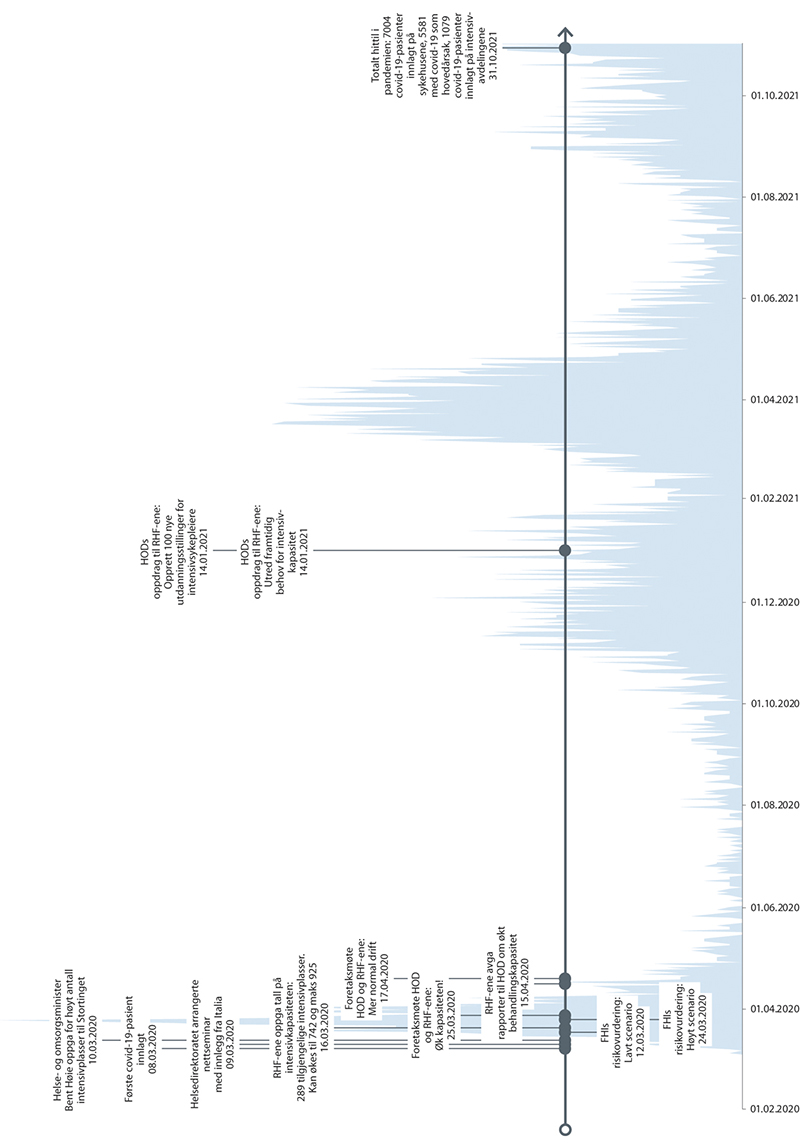 Helse- og omsorgsminister
Bent Høie oppga for høyt antall
intensivplasser til Stortinget
10.03.2020
Første covid-19-pasient
innlagt
08.03.2020
Helsedirektoratet arrangerte
nettseminar
med innlegg fra Italia
09.03.2020
RHF-ene oppga tall på
intensivkapasiteten:
289 tilgjengelige intensivplasser.
Kan økes til 742 og maks 925
16.03.2020
Foretaksmøte
HOD og RHF-ene:
Mer normal drift
17.04.2020
Foretaksmøte HOD
og RHF-ene:
Øk kapasiteten!
25.03.2020
RHF-ene avga
rapporter til HOD om økt
behandlingskapasitet
15.04.2020
FHIs
risikovurdering:
Lavt scenario
12.03.2020
FHIs
risikovurdering:
Høyt scenario
24.03.2020
HODs
oppdrag til RHF-ene:
Opprett 100 nye
utdanningsstillinger for
intensivsykepleiere
14.01.2021
HODs
oppdrag til RHF-ene:
Utred framtidig
behov for intensiv-
kapasitet
14.01.2021
Totalt hittil i
pandemien: 7004
covid-19-pasienter
innlagt på
sykehusene, 5581
med covid-19 som
hovedårsak, 1079
covid-19-pasienter
innlagt på intensiv-
avdelingene
31.10.2021
01.02.2020
01.04.2020
01.06.2020
01.08.2020
01.10.2020
01.12.2020
01.02.2021
01.04.2021
01.06.2021
01.08.2021
01.10.2021